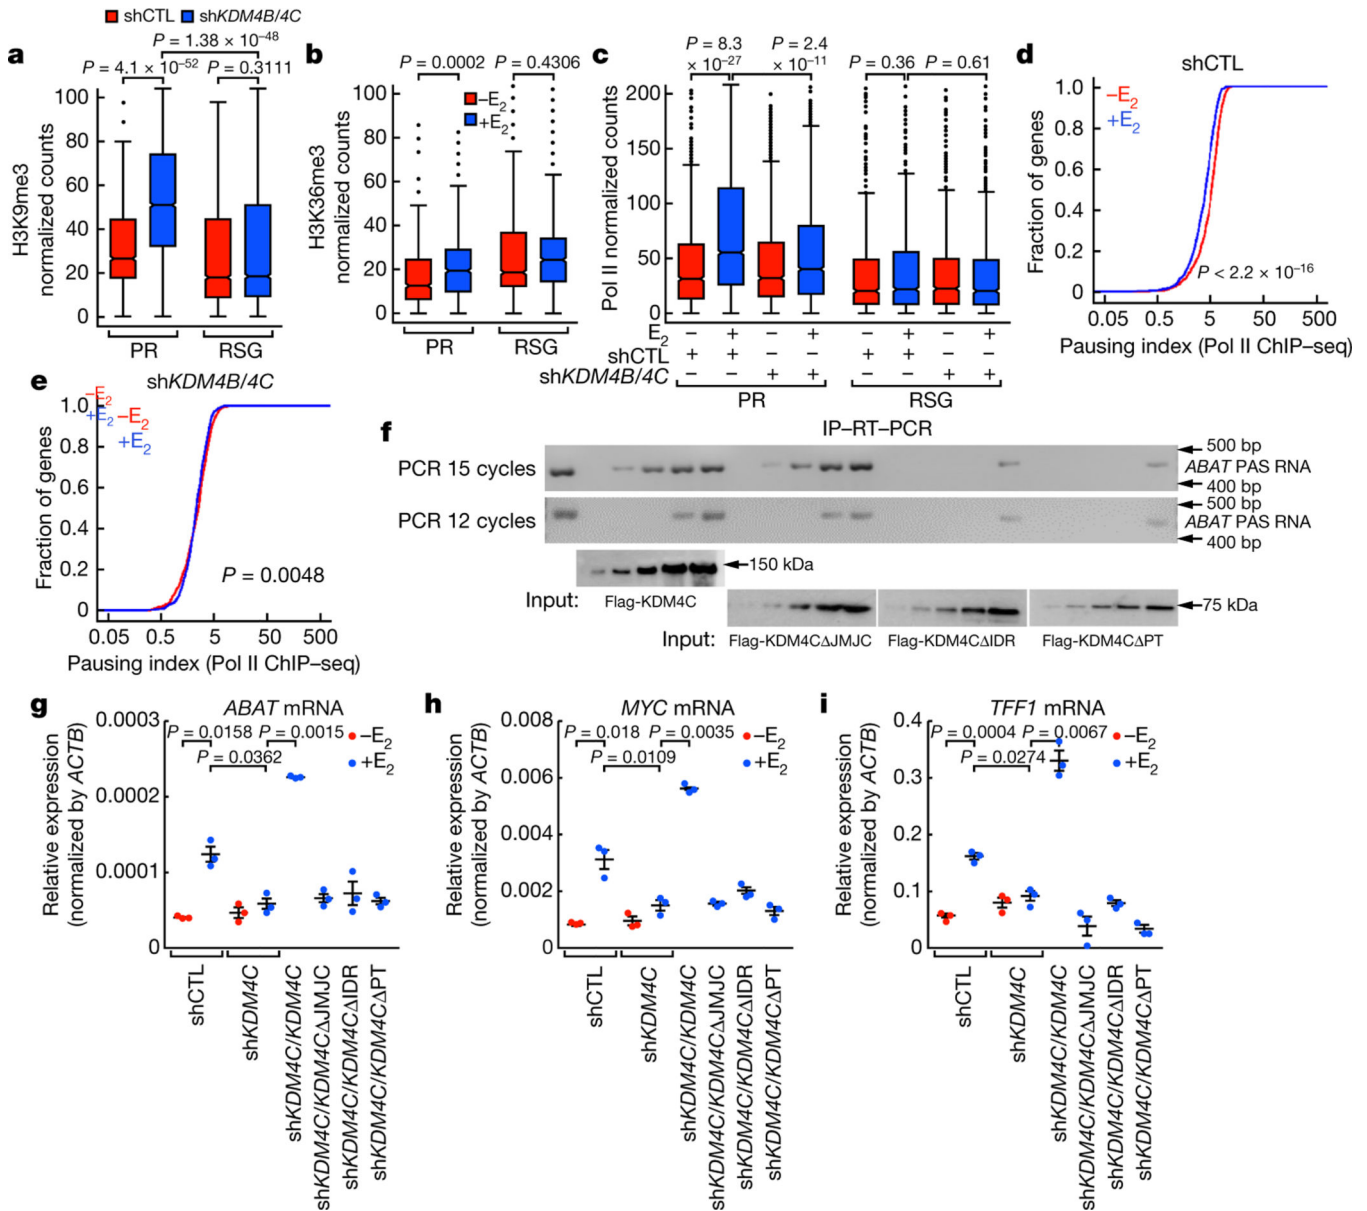 shCTL shKDM4B/4C
a
P = 1.38 × 10⁻⁴⁸
P = 4.1 × 10⁻⁵² P = 0.3111
H3K9me3
normalized counts
100
80
60
40
20
0
PR RSG
b
P = 0.0002 P = 0.4306
–E₂
+E₂
H3K36me3
normalized counts
100
80
60
40
20
0
PR RSG
c
P = 8.3 × 10⁻²⁷
P = 2.4 × 10⁻¹¹
P = 0.36 P = 0.61
Pol II normalized counts
200
150
100
50
0
E₂ – + – + – + – +
shCTL + + – – + + – –
shKDM4B/4C – – + + – – + +
PR RSG
d
shCTL
–E₂
+E₂
Fraction of genes
1.0
0.8
0.6
0.4
0.2
0
P < 2.2 × 10⁻¹⁶
0.05 0.5 5 50 500
Pausing index (Pol II ChIP–seq)
e
shKDM4B/4C
–E₂
+E₂
–E₂
+E₂
Fraction of genes
1.0
0.8
0.6
0.4
0.2
0
P = 0.0048
0.05 0.5 5 50 500
Pausing index (Pol II ChIP–seq)
f
IP–RT–PCR
PCR 15 cycles
500 bp
ABAT PAS RNA
400 bp
PCR 12 cycles
500 bp
ABAT PAS RNA
400 bp
150 kDa
Input: Flag-KDM4C
75 kDa
Input: Flag-KDM4CΔJMJC Flag-KDM4CΔIDR Flag-KDM4CΔPT
g
ABAT mRNA
P = 0.0158 P = 0.0015
P = 0.0362
–E₂
+E₂
Relative expression
(normalized by ACTB)
0.0003
0.0002
0.0001
0
shCTL
shKDM4C
shKDM4C/KDM4C
shKDM4C/KDM4CΔJMJC
shKDM4C/KDM4CΔIDR
shKDM4C/KDM4CΔPT
h
MYC mRNA
P = 0.018 P = 0.0035
P = 0.0109
–E₂
+E₂
Relative expression
(normalized by ACTB)
0.008
0.006
0.004
0.002
0
shCTL
shKDM4C
shKDM4C/KDM4C
shKDM4C/KDM4CΔJMJC
shKDM4C/KDM4CΔIDR
shKDM4C/KDM4CΔPT
i
TFF1 mRNA
P = 0.0004 P = 0.0067
P = 0.0274
–E₂
+E₂
Relative expression
(normalized by ACTB)
0.4
0.3
0.2
0.1
0
shCTL
shKDM4C
shKDM4C/KDM4C
shKDM4C/KDM4CΔJMJC
shKDM4C/KDM4CΔIDR
shKDM4C/KDM4CΔPT